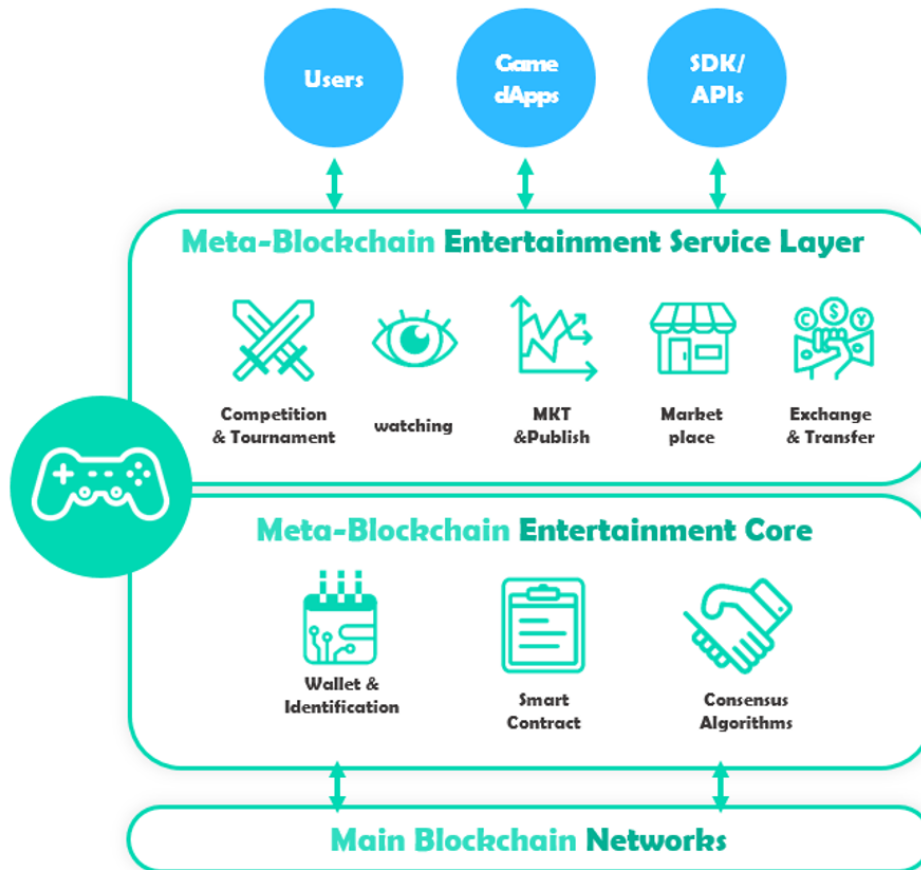 Users
Game
dApps
SDK/
APIs
Meta-Blockchain Entertainment Service Layer
Competition
& Tournament
watching
MKT
&Publish
Market
place
Exchange
& Transfer
Meta-Blockchain Entertainment Core
Wallet &
Identification
Smart
Contract
Consensus
Algorithms
Main Blockchain Networks